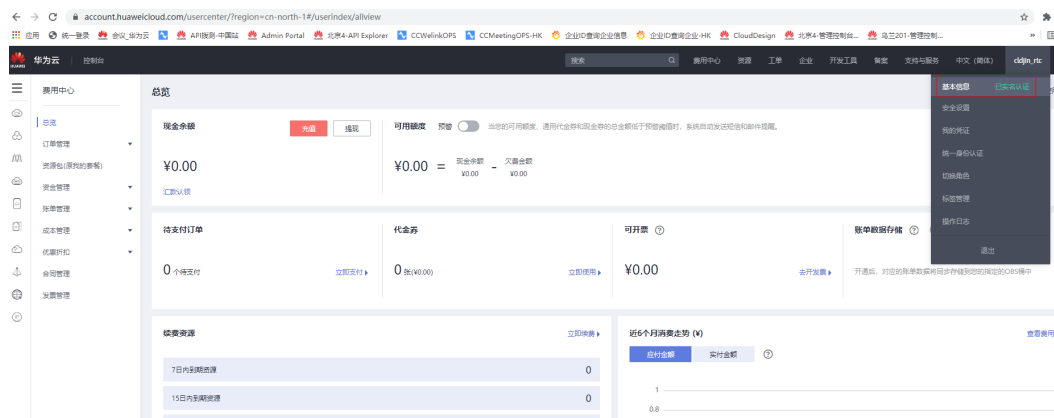 account.huaweicloud.com/usercenter/?region=cn-north-1#/userindex/allview
应用 统一登录 会议_华为云 API搜测-中国站 Admin Portal 北京4-API Explorer CCWelinkOPS CCMeetingOPS-HK 企业ID查询企业信息 企业ID查询企业-HK CloudDesign 北京4-管理控制台... 乌兰201-管理控制... »
HUAWEI 华为云 控制台 搜索 费用中心 资源 工单 企业 开发工具 备案 支持与服务 中文 (简体) cldjin_rtc
费用中心
总览
订单管理
资源包(原我的套餐)
资金管理
账单管理
成本管理
优惠折扣
合同管理
发票管理
总览
现金余额 充值 提现
¥0.00
汇款认领
可用额度 预警 当您的可用额度、通用代金券和现金券的总金额低于预警阈值时，系统自动发送短信和邮件提醒。
¥0.00 = 现金余额 - 欠费金额
¥0.00 ¥0.00
待支付订单
0 个待支付 立即支付
代金券
0 张(¥0.00) 立即使用
可开票
¥0.00 去开发票
账单数据存储
开通后，对应的账单数据将同步存储到您的指定的OBS桶中
续费资源 立即续费
7日内到期资源 0
15日内到期资源 0
近6个月消费走势 (¥) 查看费用
应付金额 实付金额
1
0.8
基本信息 已实名认证
安全设置
我的凭证
统一身份认证
切换角色
标签管理
操作日志
退出